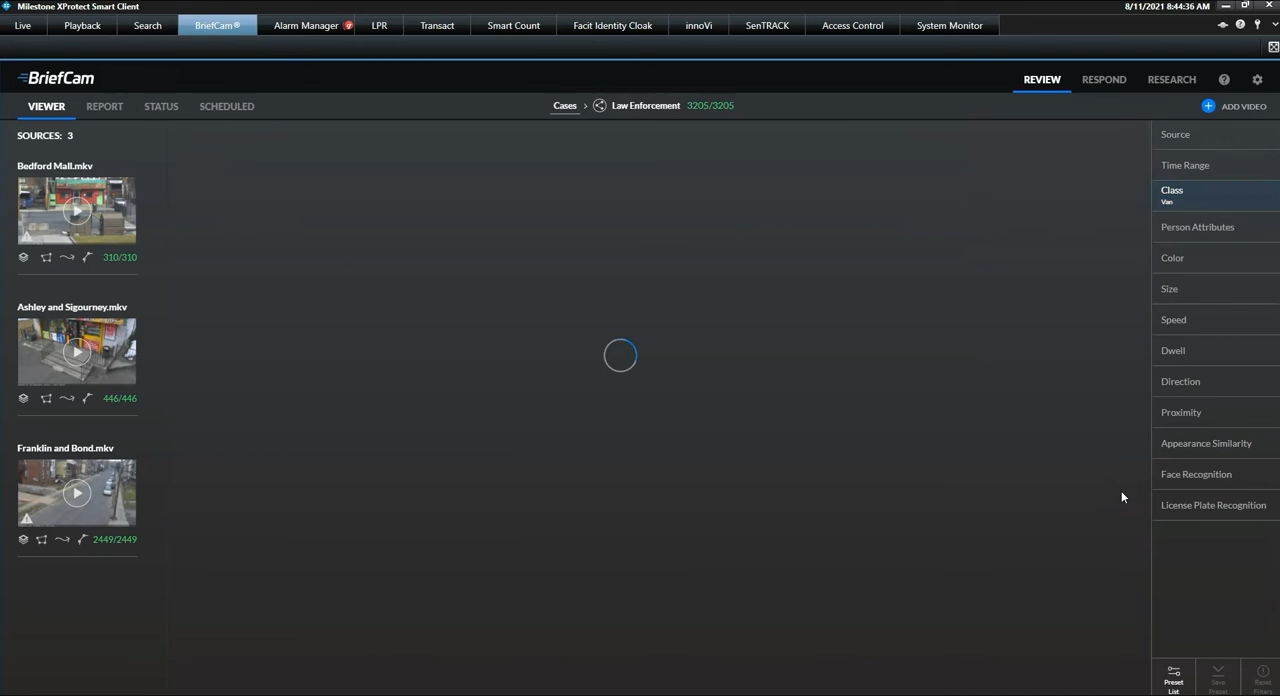 Milestone XProtect Smart Client
8/11/2021 8:44:36 AM
Live
Playback
Search
BriefCam®
Alarm Manager
LPR
Transact
Smart Count
Facit Identity Cloak
innoVi
SenTRACK
Access Control
System Monitor
BriefCam
REVIEW
RESPOND
RESEARCH
VIEWER
REPORT
STATUS
SCHEDULED
Cases > Law Enforcement 3205/3205
ADD VIDEO
SOURCES: 3
Bedford Mall.mkv
310/310
Ashley and Sigourney.mkv
446/446
Franklin and Bond.mkv
2449/2449
Source
Time Range
Class
Van
Person Attributes
Color
Size
Speed
Dwell
Direction
Proximity
Appearance Similarity
Face Recognition
License Plate Recognition
Preset
List
Save
Preset
Reset
Filters